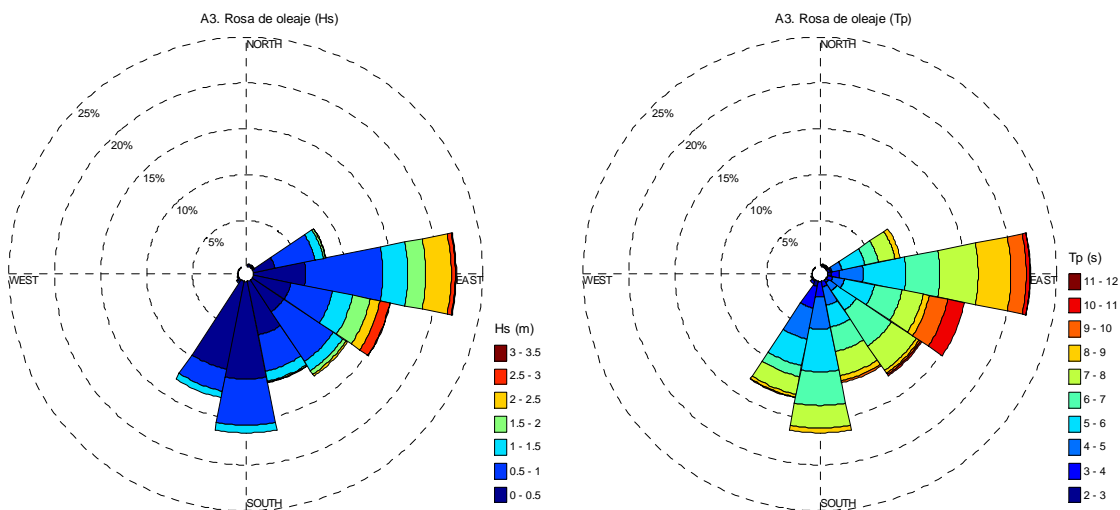 A3. Rosa de oleaje (Hs)
NORTH
25%
20%
15%
10%
5%
WEST
EAST
SOUTH
Hs (m)
3 - 3.5
2.5 - 3
2 - 2.5
1.5 - 2
1 - 1.5
0.5 - 1
0 - 0.5
A3. Rosa de oleaje (Tp)
NORTH
25%
20%
15%
10%
5%
WEST
EAST
SOUTH
Tp (s)
11 - 12
10 - 11
9 - 10
8 - 9
7 - 8
6 - 7
5 - 6
4 - 5
3 - 4
2 - 3